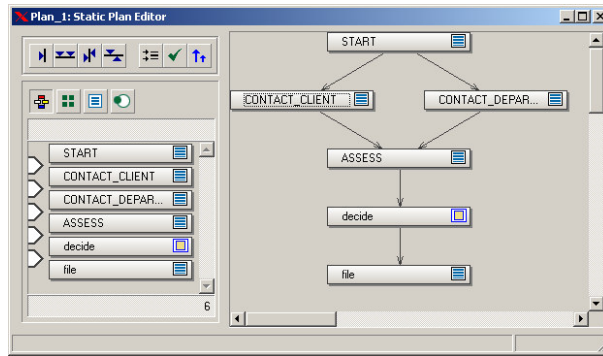 Plan_1: Static Plan Editor
START
CONTACT_CLIENT
CONTACT_DEPAR...
ASSESS
decide
file
6
START
CONTACT_CLIENT
CONTACT_DEPAR...
ASSESS
decide
file